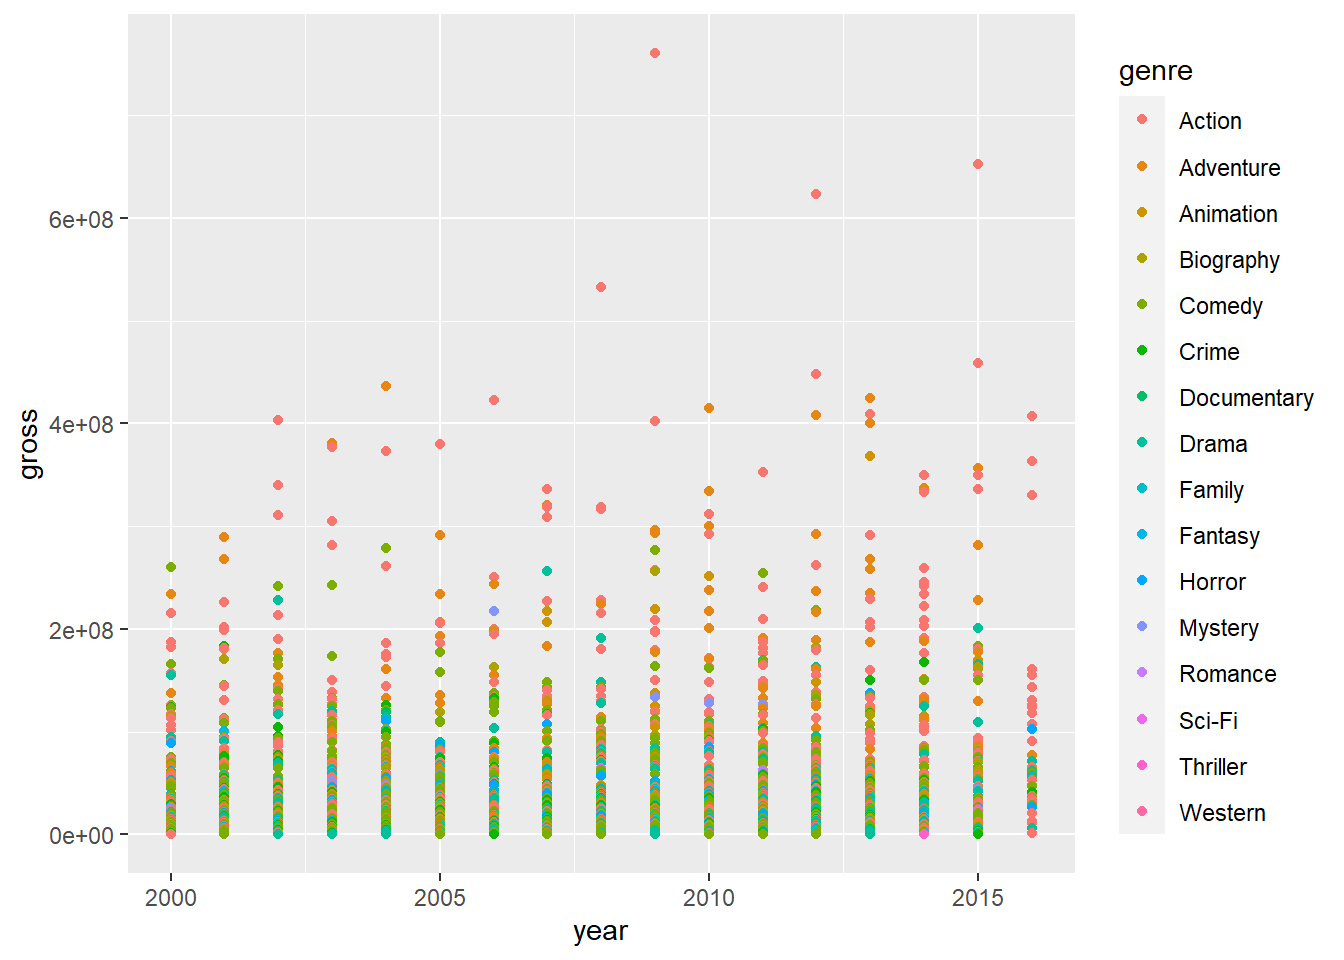 genre
Action
Adventure
Animation
Biography
Comedy
Crime
Documentary
Drama
Family
Fantasy
Horror
Mystery
Romance
Sci-Fi
Thriller
Western
gross
6e+08
4e+08
2e+08
0e+00
2000 2005 2010 2015
year